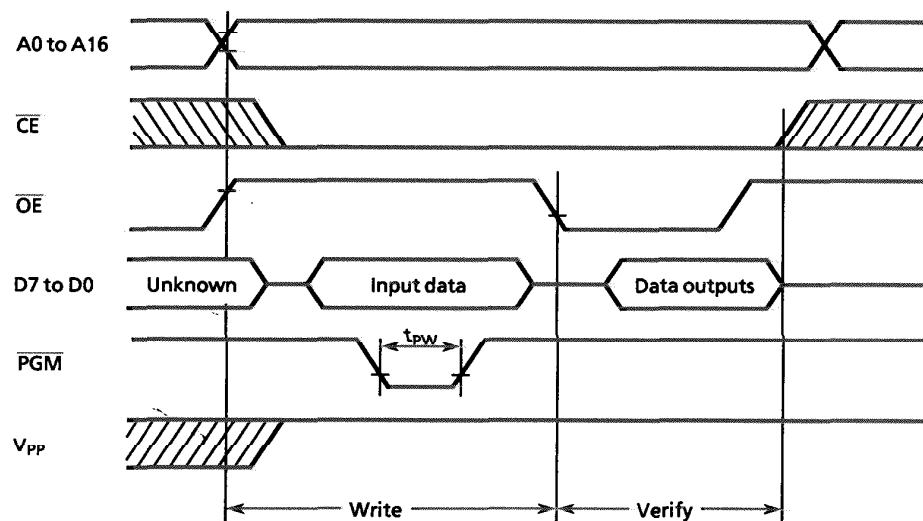 A0 to A16
CE
OE
D7 to D0 Unknown Input data Data outputs
tPW
PGM
VPP
Write Verify